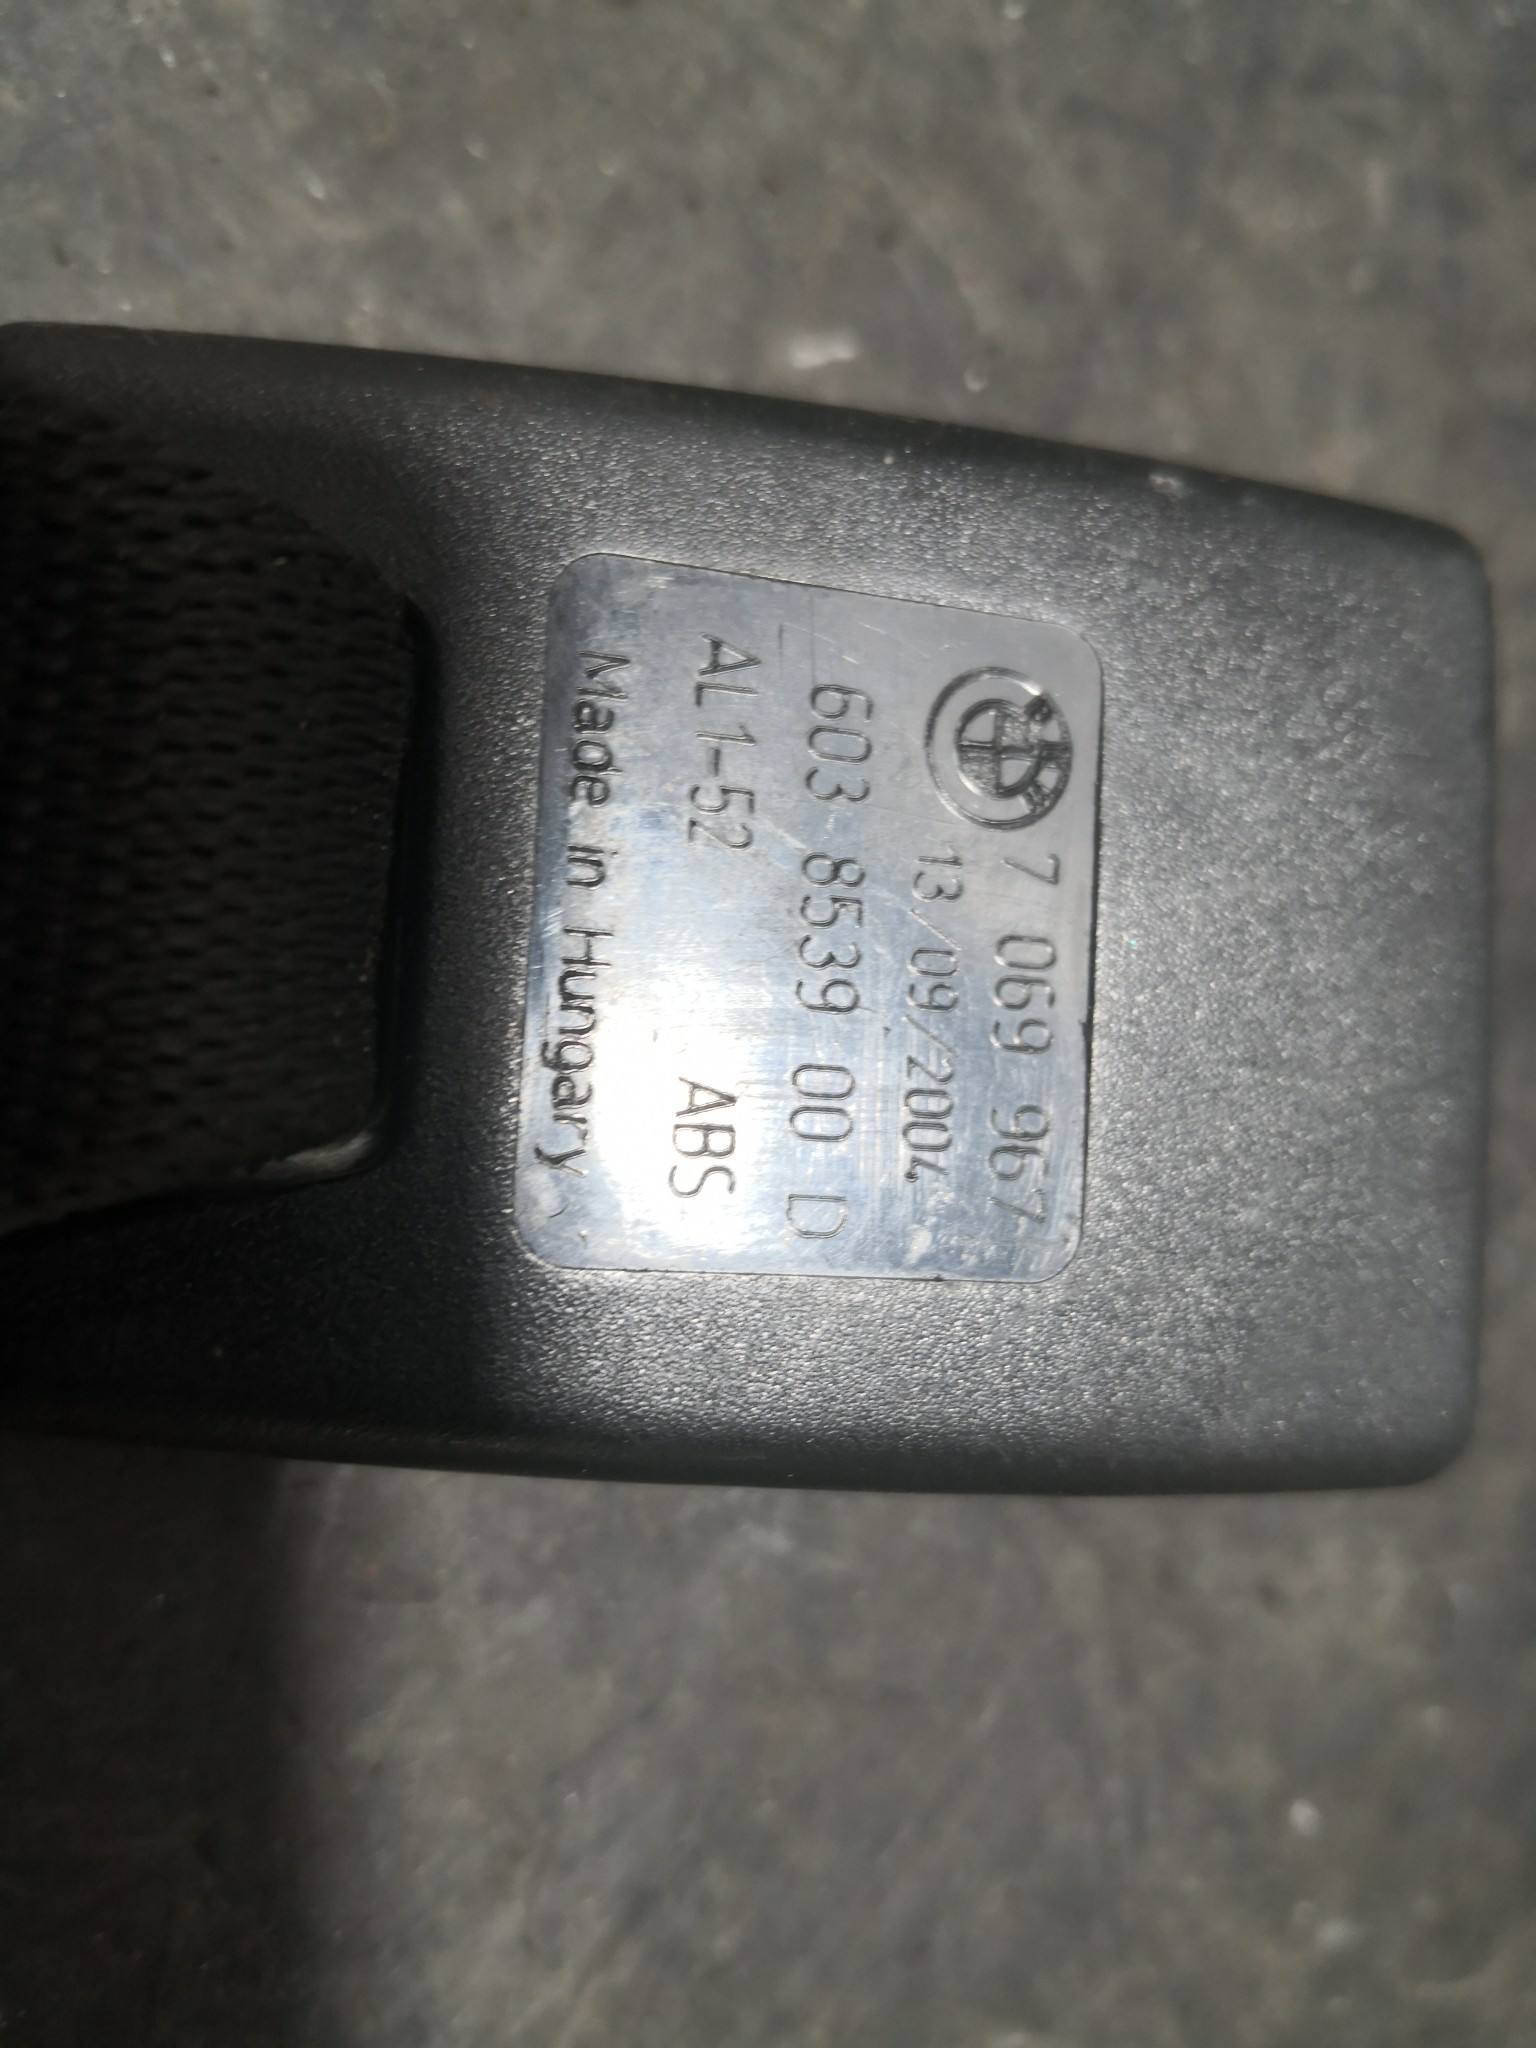 7 069 967
13/09/2004
603 8539 00 D
AL1-52 ABS
Made in Hungary